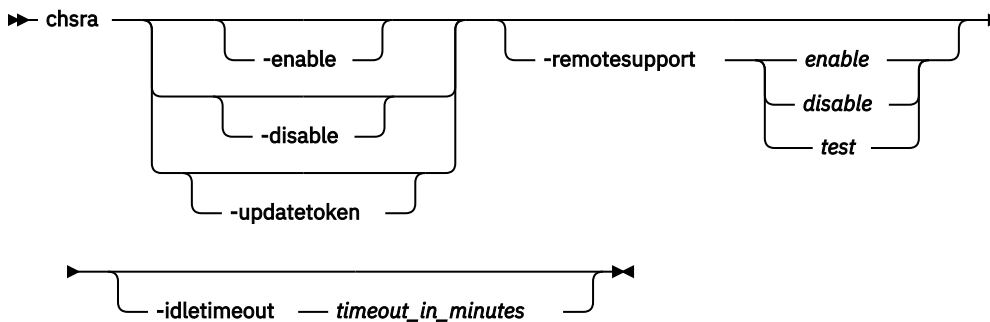 chsra
-enable
-disable
-updatetoken
-remotesupport
enable
disable
test
-idletimeout timeout_in_minutes